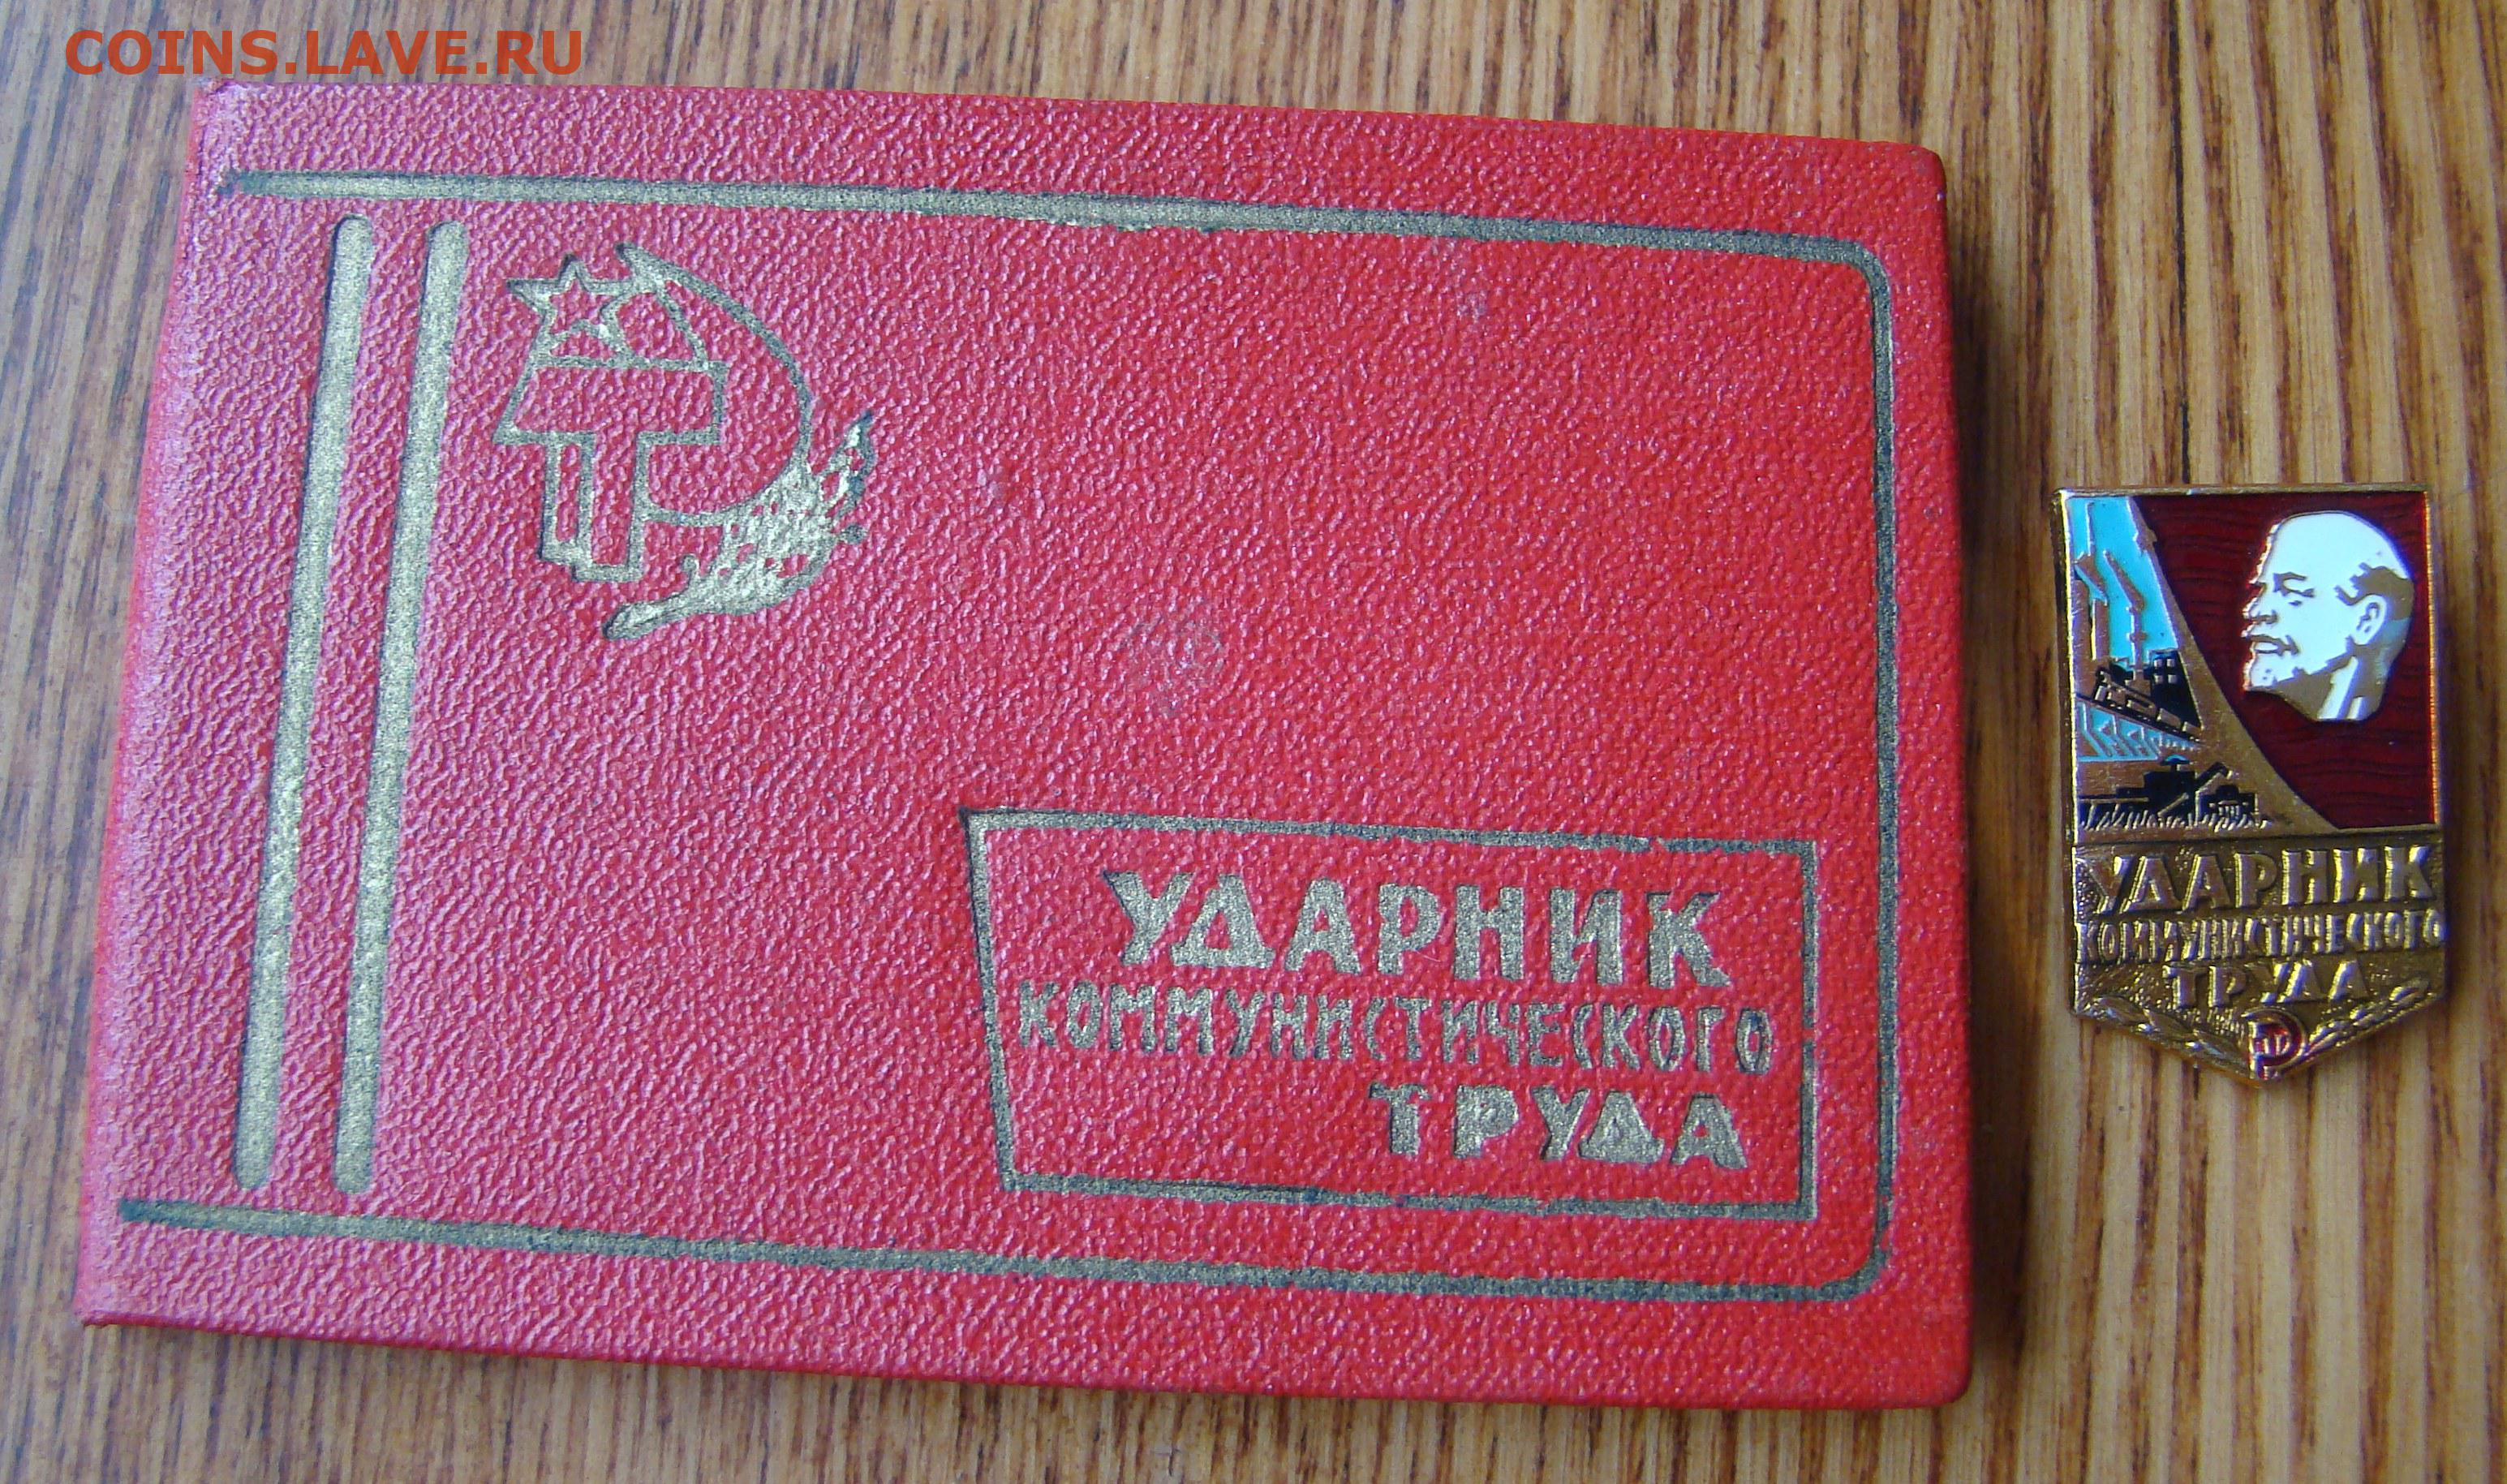 COINS.LAVE.RU
УДАРНИК
КОММУНИСТИЧЕСКОГО
ТРУДА
УДАРНИК
КОММУНИСТИЧЕСКОГО
ТРУДА